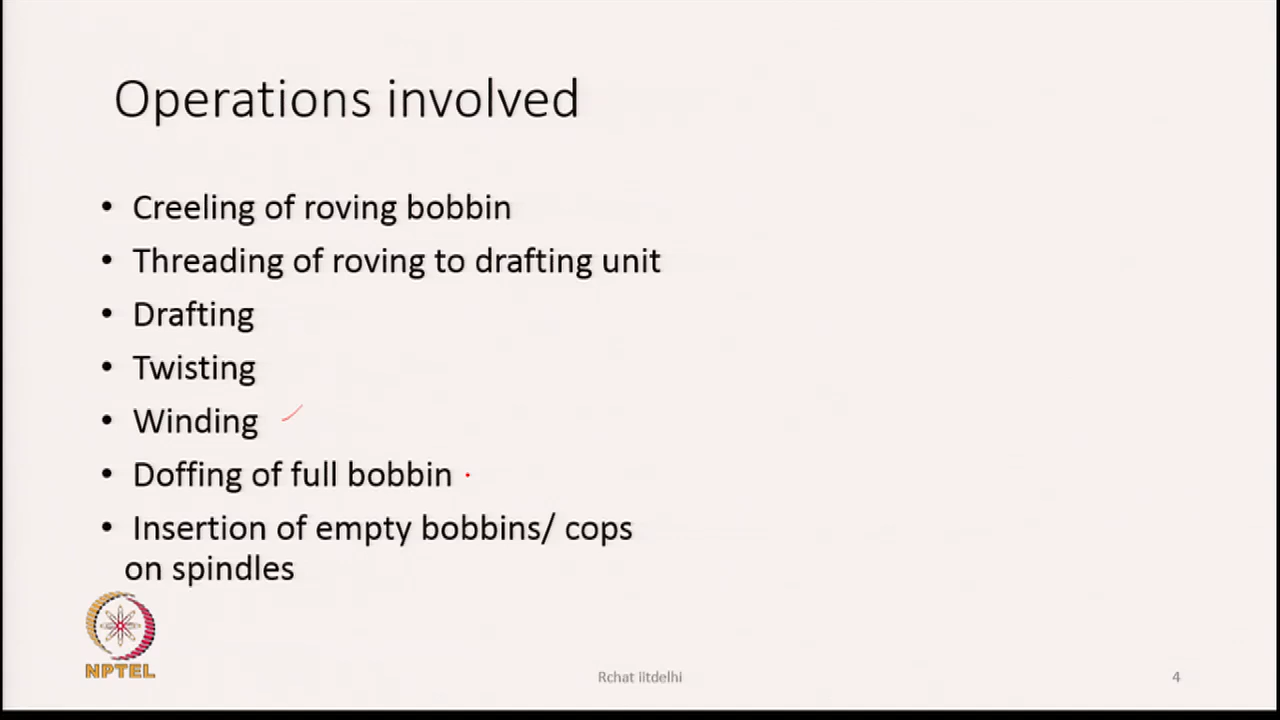 Operations involved
• Creeling of roving bobbin
• Threading of roving to drafting unit
• Drafting
• Twisting
• Winding
• Doffing of full bobbin
• Insertion of empty bobbins/ cops
on spindles
NPTEL
Rchat iitdelhi
4